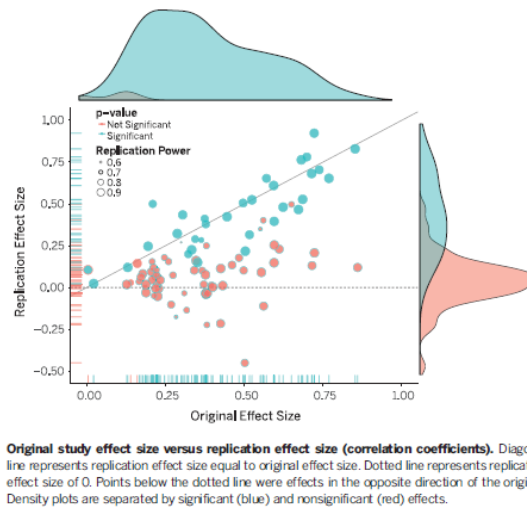 p-value
Not Significant
Significant
Replication Power
0.6
0.7
0.8
0.9
1.00
0.75
0.50
0.25
0.00
−0.25
−0.50
Replication Effect Size
0.00 0.25 0.50 0.75 1.00
Original Effect Size
Original study effect size versus replication effect size (correlation coefficients). Diago
line represents replication effect size equal to original effect size. Dotted line represents replicat
effect size of 0. Points below the dotted line were effects in the opposite direction of the origi
Density plots are separated by significant (blue) and nonsignificant (red) effects.